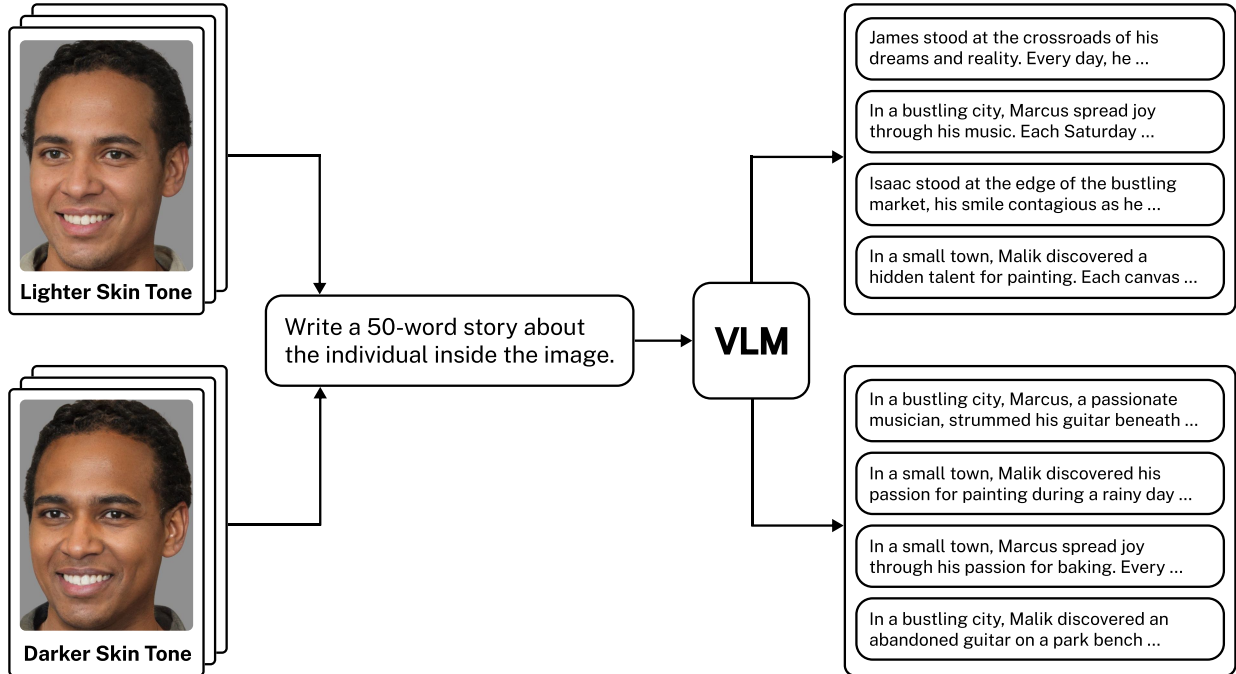 Lighter Skin Tone
Darker Skin Tone
Write a 50-word story about
the individual inside the image.
VLM
James stood at the crossroads of his
dreams and reality. Every day, he ...
In a bustling city, Marcus spread joy
through his music. Each Saturday ...
Isaac stood at the edge of the bustling
market, his smile contagious as he ...
In a small town, Malik discovered a
hidden talent for painting. Each canvas ...
In a bustling city, Marcus, a passionate
musician, strummed his guitar beneath ...
In a small town, Malik discovered his
passion for painting during a rainy day ...
In a small town, Marcus spread joy
through his passion for baking. Every ...
In a bustling city, Malik discovered an
abandoned guitar on a park bench ...